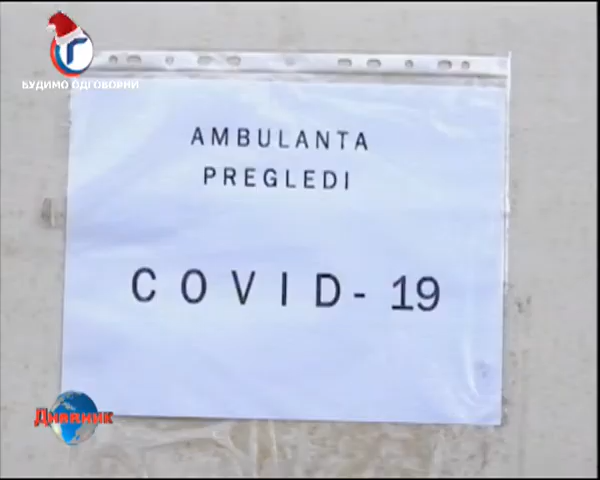 Г
БУДИМО ОДГОВОРНИ
AMBULANTA
PREGLEDI
COVID- 19
Дневник